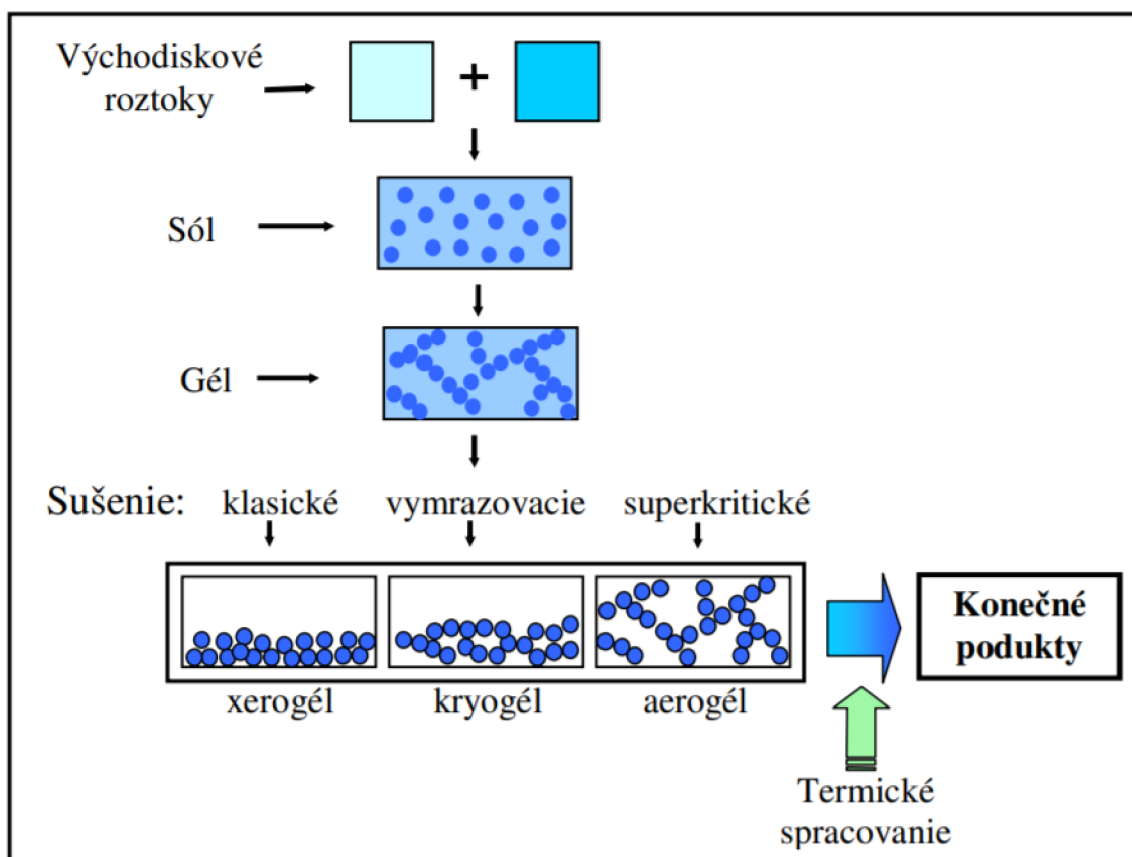 Východiskové
roztoky
+
Sól
Gél
Sušenie: klasické vymrazovacie superkritické
xerogél kryogél aerogél
Konečné
podukty
Termické
spracovanie